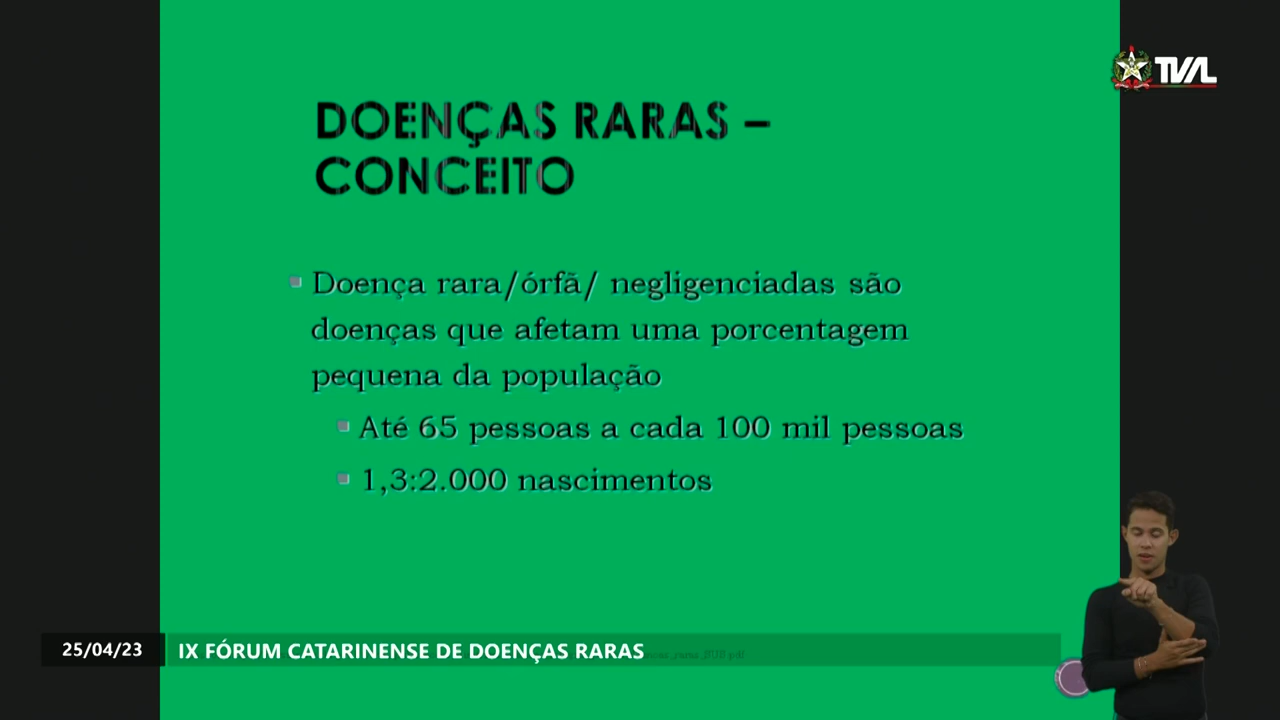 TVAL
DOENÇAS RARAS –
CONCEITO
Doença rara/órfã/ negligenciadas são
doenças que afetam uma porcentagem
pequena da população
Até 65 pessoas a cada 100 mil pessoas
1,3:2.000 nascimentos
25/04/23
IX FÓRUM CATARINENSE DE DOENÇAS RARAS